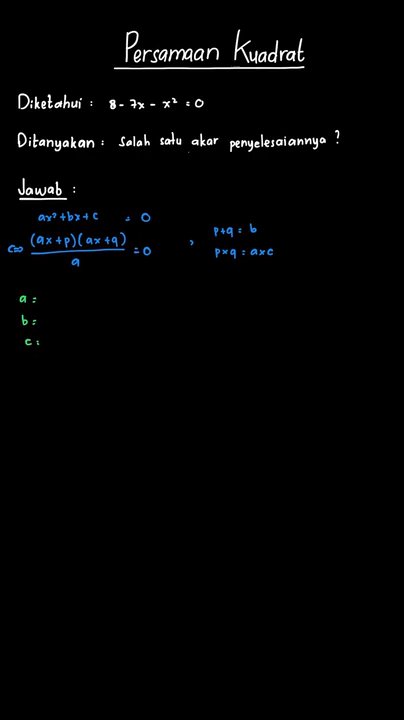 Persamaan Kuadrat
Diketahui : 8 - 7x - x² = 0
Ditanyakan : Salah satu akar penyelesaiannya ?
Jawab :
ax² + bx + c = 0
⇔ (ax + p) (ax + q) / a = 0 , p + q = b
p × q = a × c
a =
b =
c :